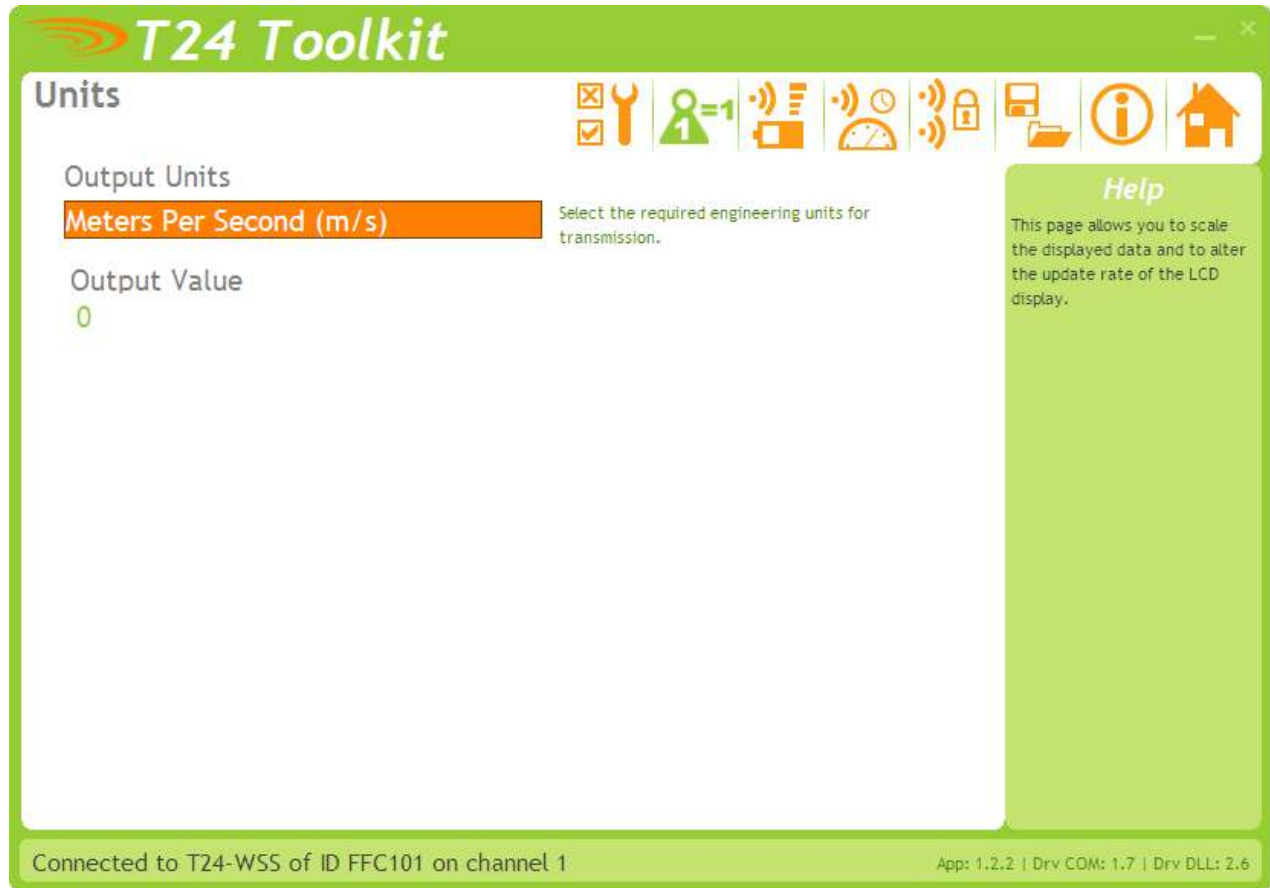 T24 Toolkit
Units
1 =1
Output Units
Meters Per Second (m/s)
Select the required engineering units for
transmission.
Output Value
0
Help
This page allows you to scale
the displayed data and to alter
the update rate of the LCD
display.
Connected to T24-WSS of ID FFC101 on channel 1
App: 1.2.2 | Drv COM: 1.7 | Drv DLL: 2.6